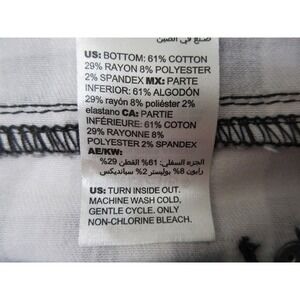 صنع في الصين
US: BOTTOM: 61% COTTON
29% RAYON 8% POLYESTER
2% SPANDEX MX: PARTE
INFERIOR: 61% ALGODÓN
29% rayón 8% poliéster 2%
elastano CA: PARTIE
INFÉRIEURE: 61% COTON
29% RAYONNE 8%
POLYESTER 2% SPANDEX
AE/KW:
الجزء السفلي: 61% القطن 29%
رايون 8% بوليستر 2% سبانديكس
US: TURN INSIDE OUT.
MACHINE WASH COLD,
GENTLE CYCLE. ONLY
NON-CHLORINE BLEACH.